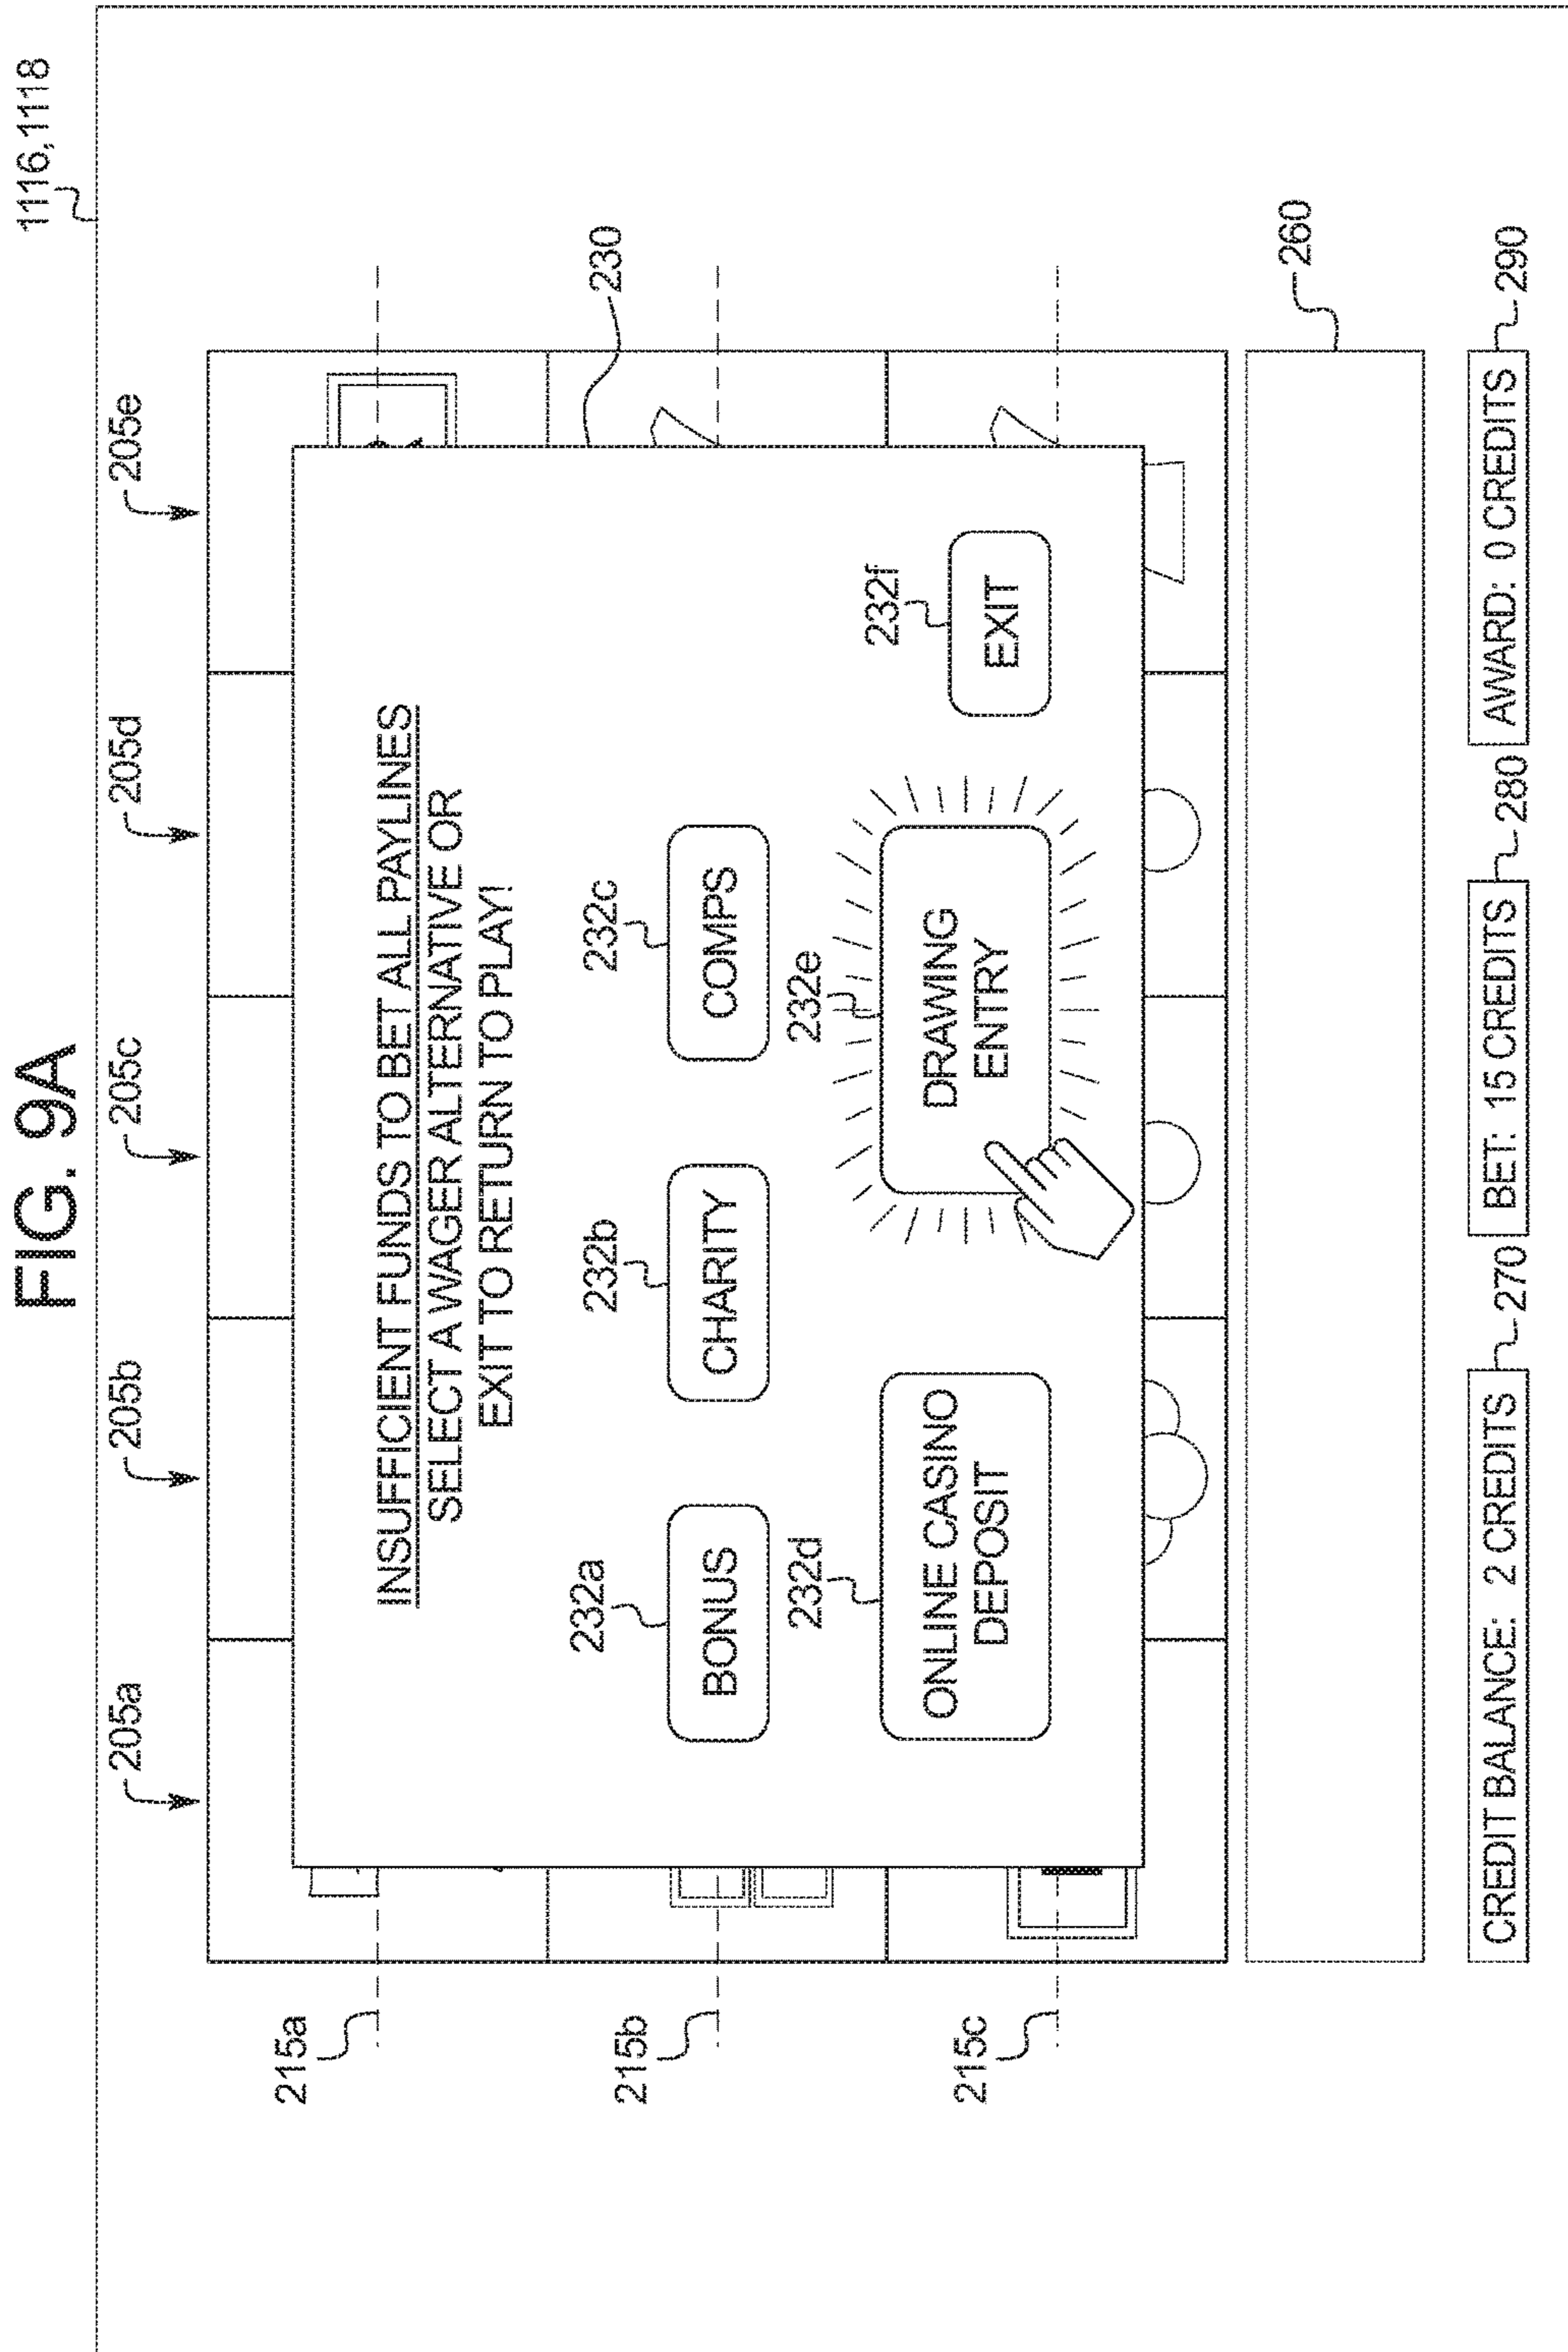 FIG. 9A
1116,1118
205a
205b
205c
205d
205e
215a
215b
215c
230
INSUFFICIENT FUNDS TO BET ALL PAYLINES
SELECT A WAGER ALTERNATIVE OR
EXIT TO RETURN TO PLAY!
232a
232b
232c
BONUS
CHARITY
COMPS
232d
232e
232f
ONLINE CASINO
DEPOSIT
DRAWING
ENTRY
EXIT
260
CREDIT BALANCE: 2 CREDITS
270
BET: 15 CREDITS
280
AWARD: 0 CREDITS
290